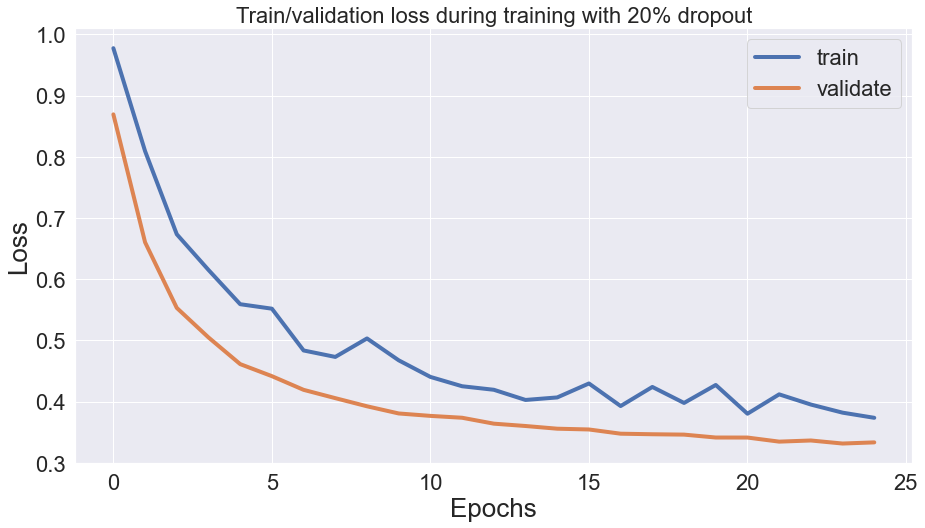 Train/validation loss during training with 20% dropout
train
validate
Loss
1.0
0.9
0.8
0.7
0.6
0.5
0.4
0.3
0 5 10 15 20 25
Epochs